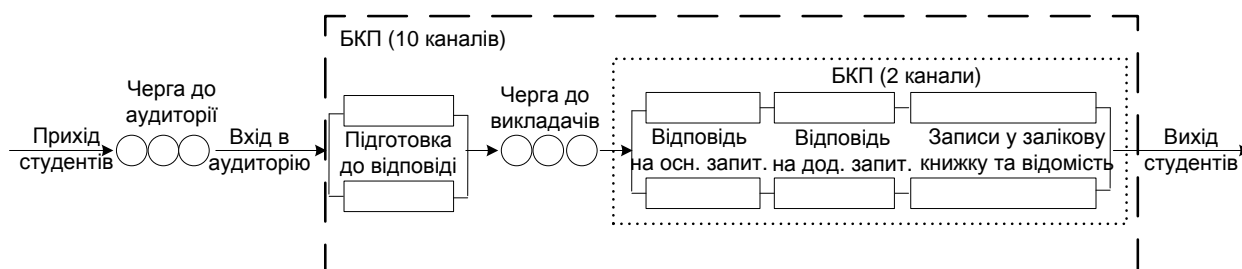 БКП (10 каналів)
БКП (2 канали)
Черга до
аудиторії
Черга до
викладачів
Прихід
студентів
Вхід в
аудиторію
Підготовка
до відповіді
Відповідь
на осн. запит.
Відповідь
на дод. запит.
Записи у залікову
книжку та відомість
Вихід
студентів